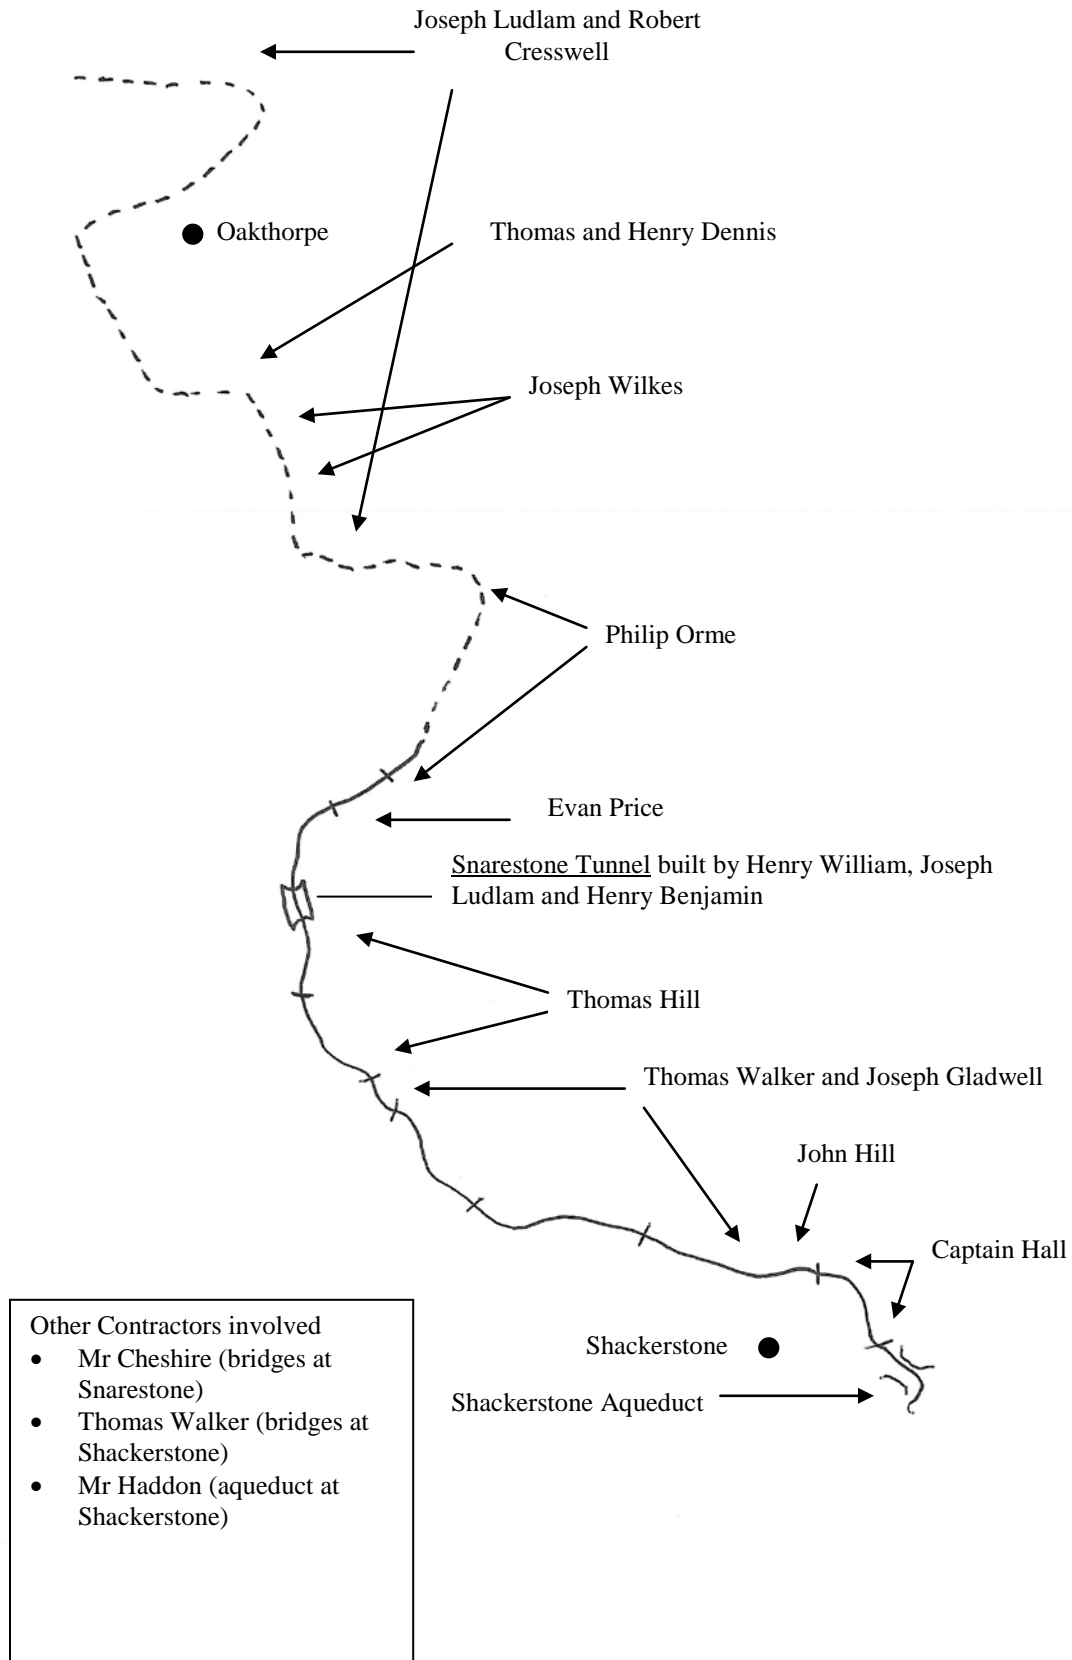 Joseph Ludlam and Robert
Cresswell
Oakthorpe
Thomas and Henry Dennis
Joseph Wilkes
Philip Orme
Evan Price
Snarestone Tunnel built by Henry William, Joseph
Ludlam and Henry Benjamin
Thomas Hill
Thomas Walker and Joseph Gladwell
John Hill
Captain Hall
Shackerstone
Shackerstone Aqueduct
Other Contractors involved
• Mr Cheshire (bridges at
Snarestone)
• Thomas Walker (bridges at
Shackerstone)
• Mr Haddon (aqueduct at
Shackerstone)